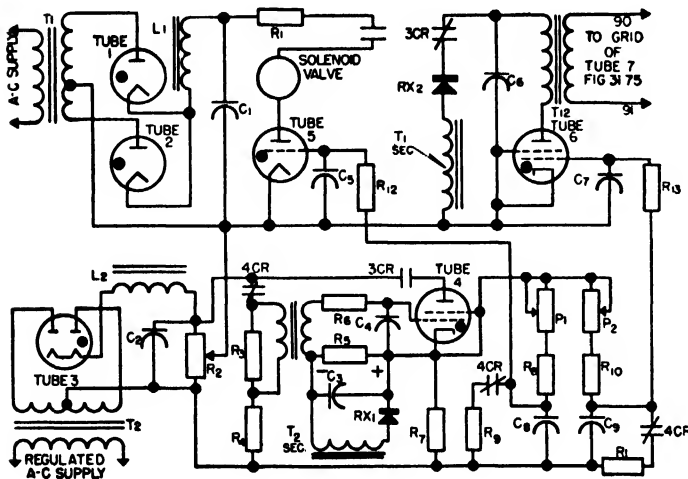 T1
A-C SUPPLY
TUBE
1
TUBE
2
L1
R1
C1
SOLENOID
VALVE
TUBE
5
C5
R12
3CR
RX2
T1
SEC
C6
T12
TUBE
6
C7
R13
90
TO GRID
OF
TUBE 7
FIG 31 75
91
L2
TUBE 3
T2
REGULATED
A-C SUPPLY
C2
R2
4CR
R3
R4
R6
R5
C3
+
T2
SEC.
RX1
C4
3CR
TUBE
4
R7
R9
4CR
P1
R8
C8
P2
R10
C9
R1
4CR